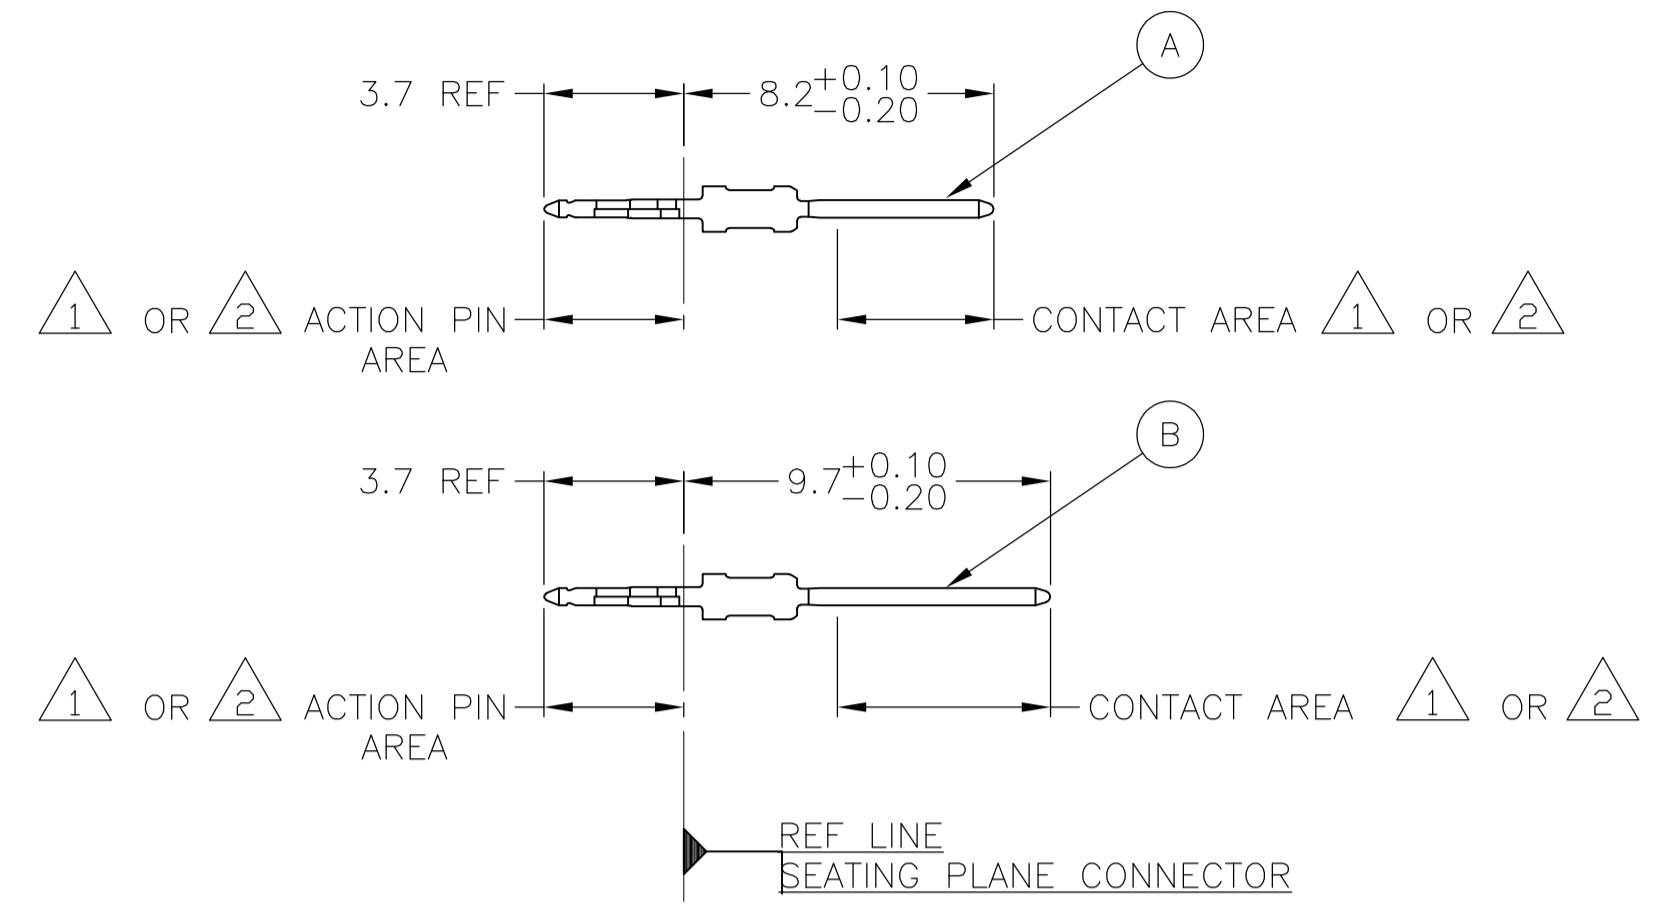 A
3.7 REF 8.2 +0.10 -0.20
1 OR 2 ACTION PIN AREA
CONTACT AREA 1 OR 2
B
3.7 REF 9.7 +0.10 -0.20
1 OR 2 ACTION PIN AREA
CONTACT AREA 1 OR 2
REF LINE
SEATING PLANE CONNECTOR